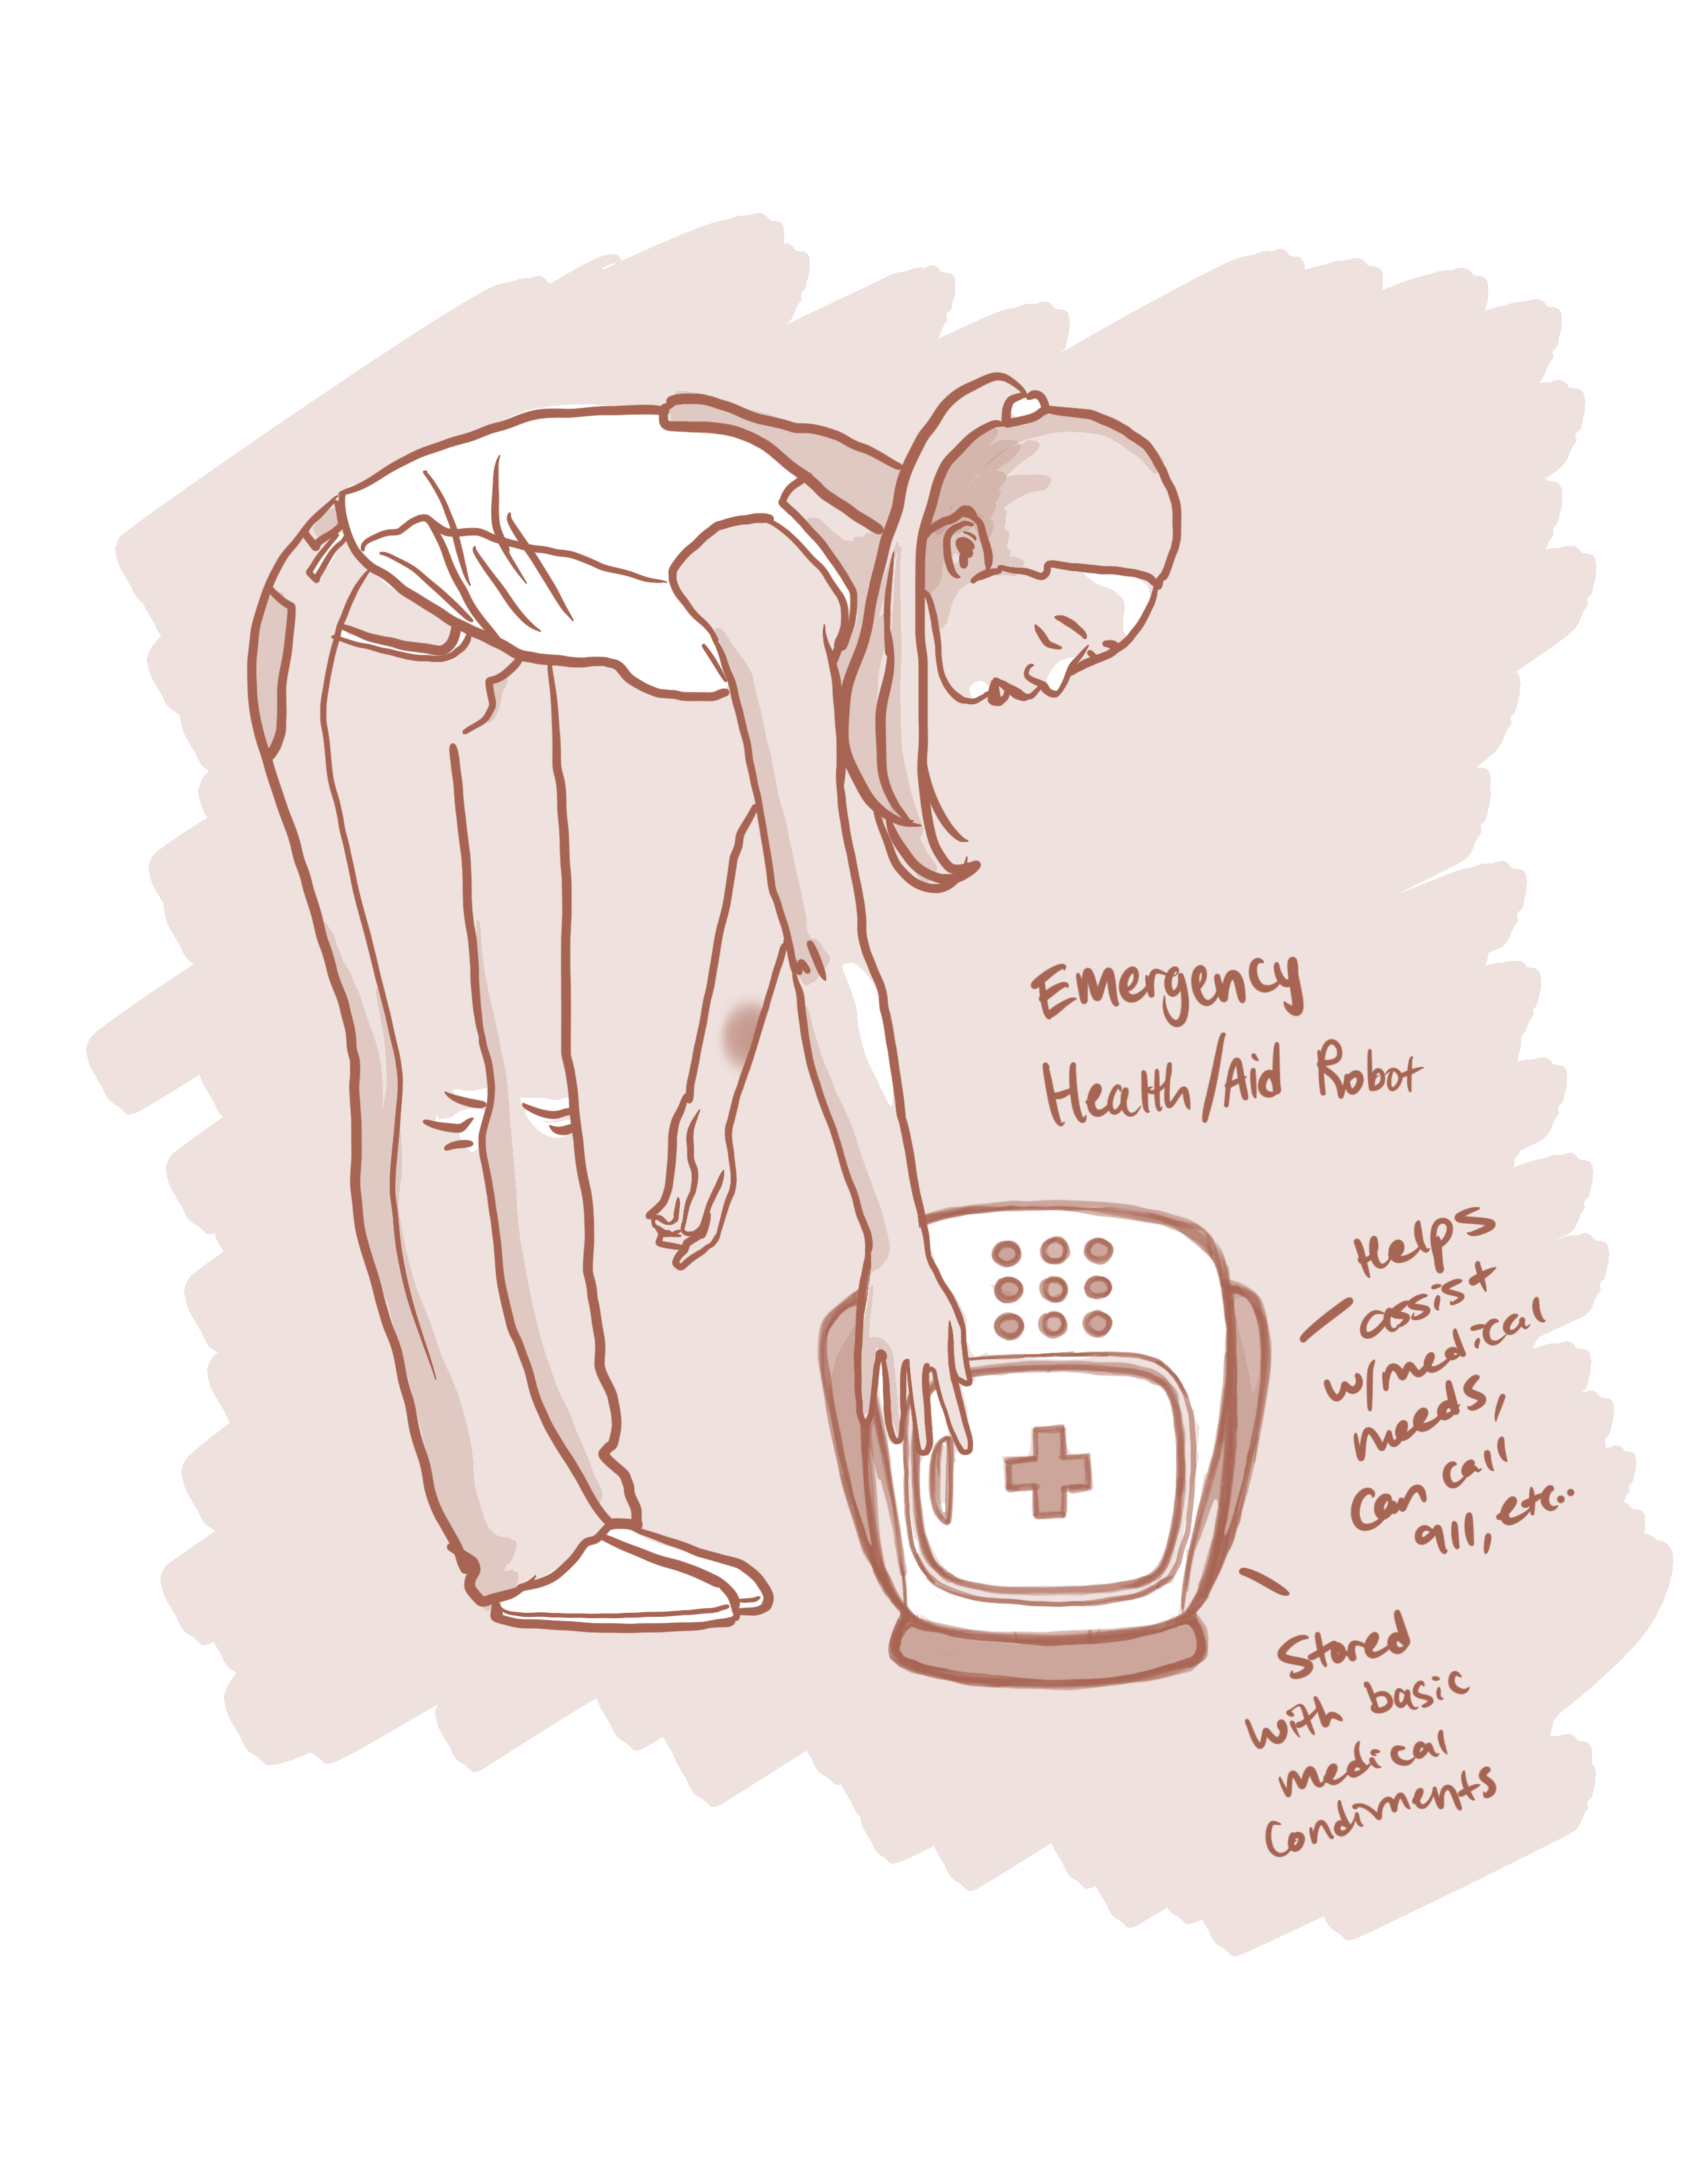 Emergency
Health/Aid Robot
Helps
assist
w/ medical
needs,
Can call
911, etc..
Stored
with basic
medical
Condiments